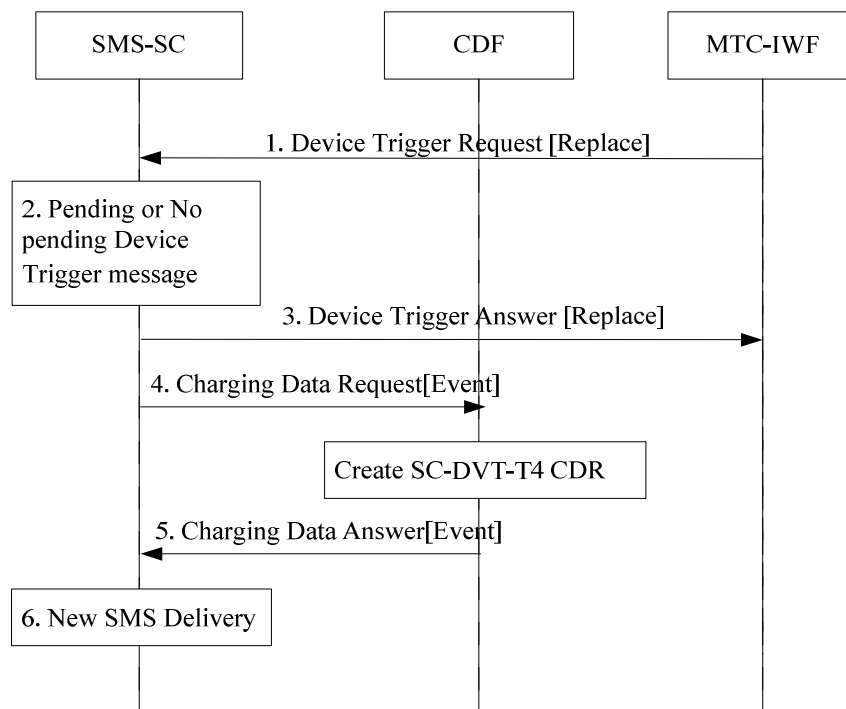 SMS-SC
CDF
MTC-IWF
1. Device Trigger Request [Replace]
2. Pending or No
pending Device
Trigger message
3. Device Trigger Answer [Replace]
4. Charging Data Request[Event]
Create SC-DVT-T4 CDR
5. Charging Data Answer[Event]
6. New SMS Delivery